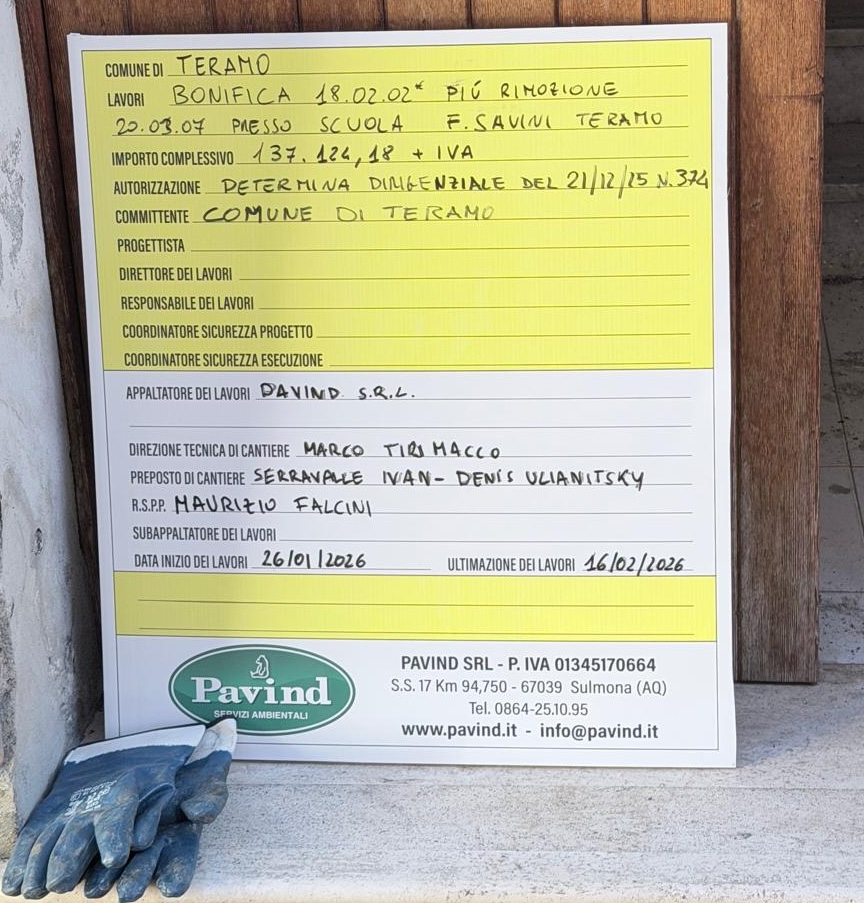 COMUNE DI TERAMO
LAVORI BONIFICA 18.02.02* PIÚ RIMOZIONE
20.03.07 PRESSO SCUOLA F. SAVINI TERAMO
IMPORTO COMPLESSIVO 137.124,18 + IVA
AUTORIZZAZIONE DETERMINA DIRIGENZIALE DEL 21/12/25 N.374
COMMITTENTE COMUNE DI TERAMO
PROGETTISTA
DIRETTORE DEI LAVORI
RESPONSABILE DEI LAVORI
COORDINATORE SICUREZZA PROGETTO
COORDINATORE SICUREZZA ESECUZIONE
APPALTATORE DEI LAVORI PAVIND S.R.L.
DIREZIONE TECNICA DI CANTIERE MARCO TIRIMACCO
PREPOSTO DI CANTIERE SERRAVALLE IVAN - DENIS ULIANITSKY
R.S.P.P. MAURIZIO FALCINI
SUBAPPALTATORE DEI LAVORI
DATA INIZIO DEI LAVORI 26/01/2026 ULTIMAZIONE DEI LAVORI 16/02/2026
Pavind
SERVIZI AMBIENTALI
PAVIND SRL - P. IVA 01345170664
S.S. 17 Km 94,750 - 67039 Sulmona (AQ)
Tel. 0864-25.10.95
www.pavind.it - info@pavind.it